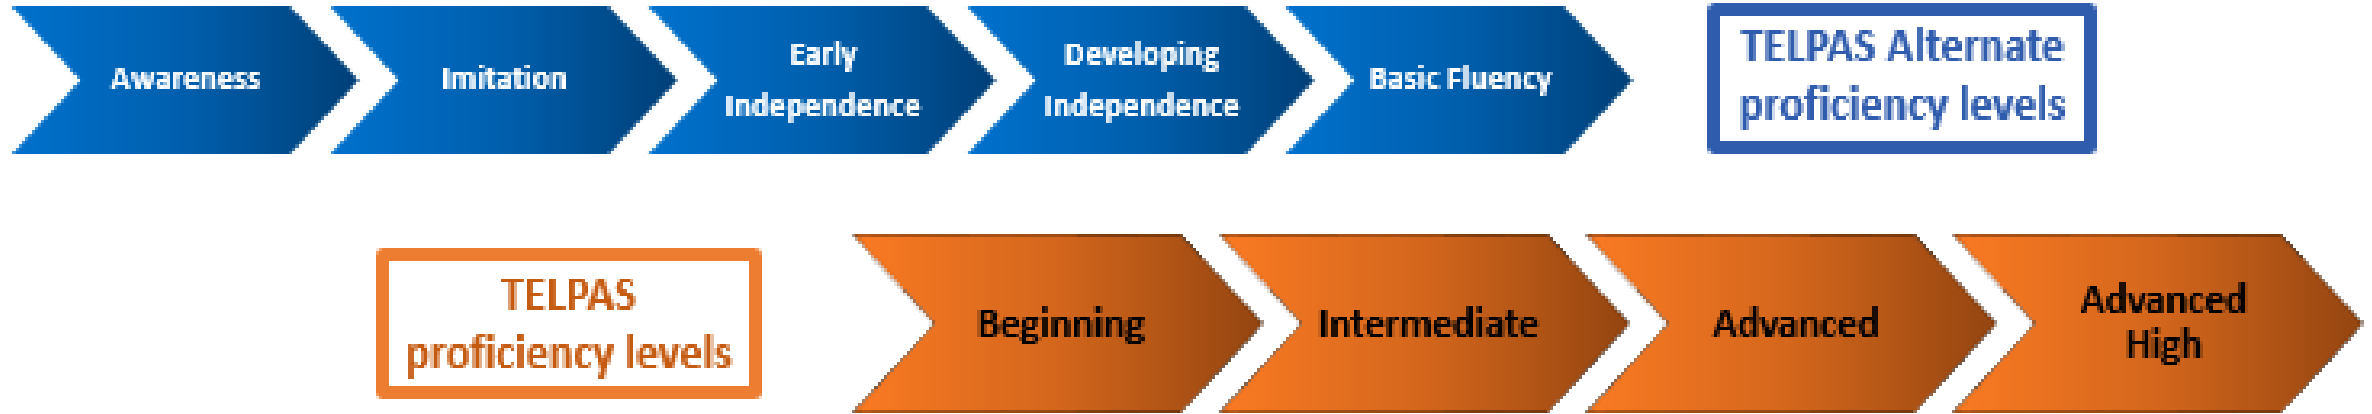 Awareness
Imitation
Early
Independence
Developing
Independence
Basic Fluency
TELPAS Alternate
proficiency levels
TELPAS
proficiency levels
Beginning
Intermediate
Advanced
Advanced
High